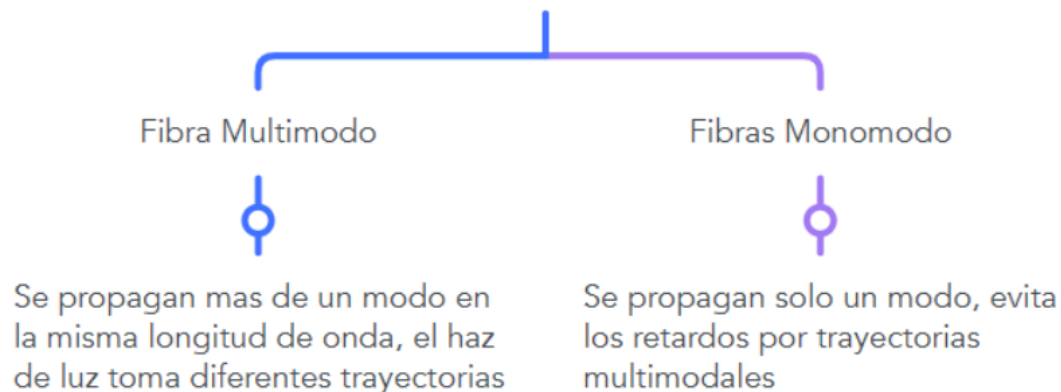 Fibra Multimodo
Fibras Monomodo
Se propagan mas de un modo en
la misma longitud de onda, el haz
de luz toma diferentes trayectorias
Se propagan solo un modo, evita
los retardos por trayectorias
multimodales